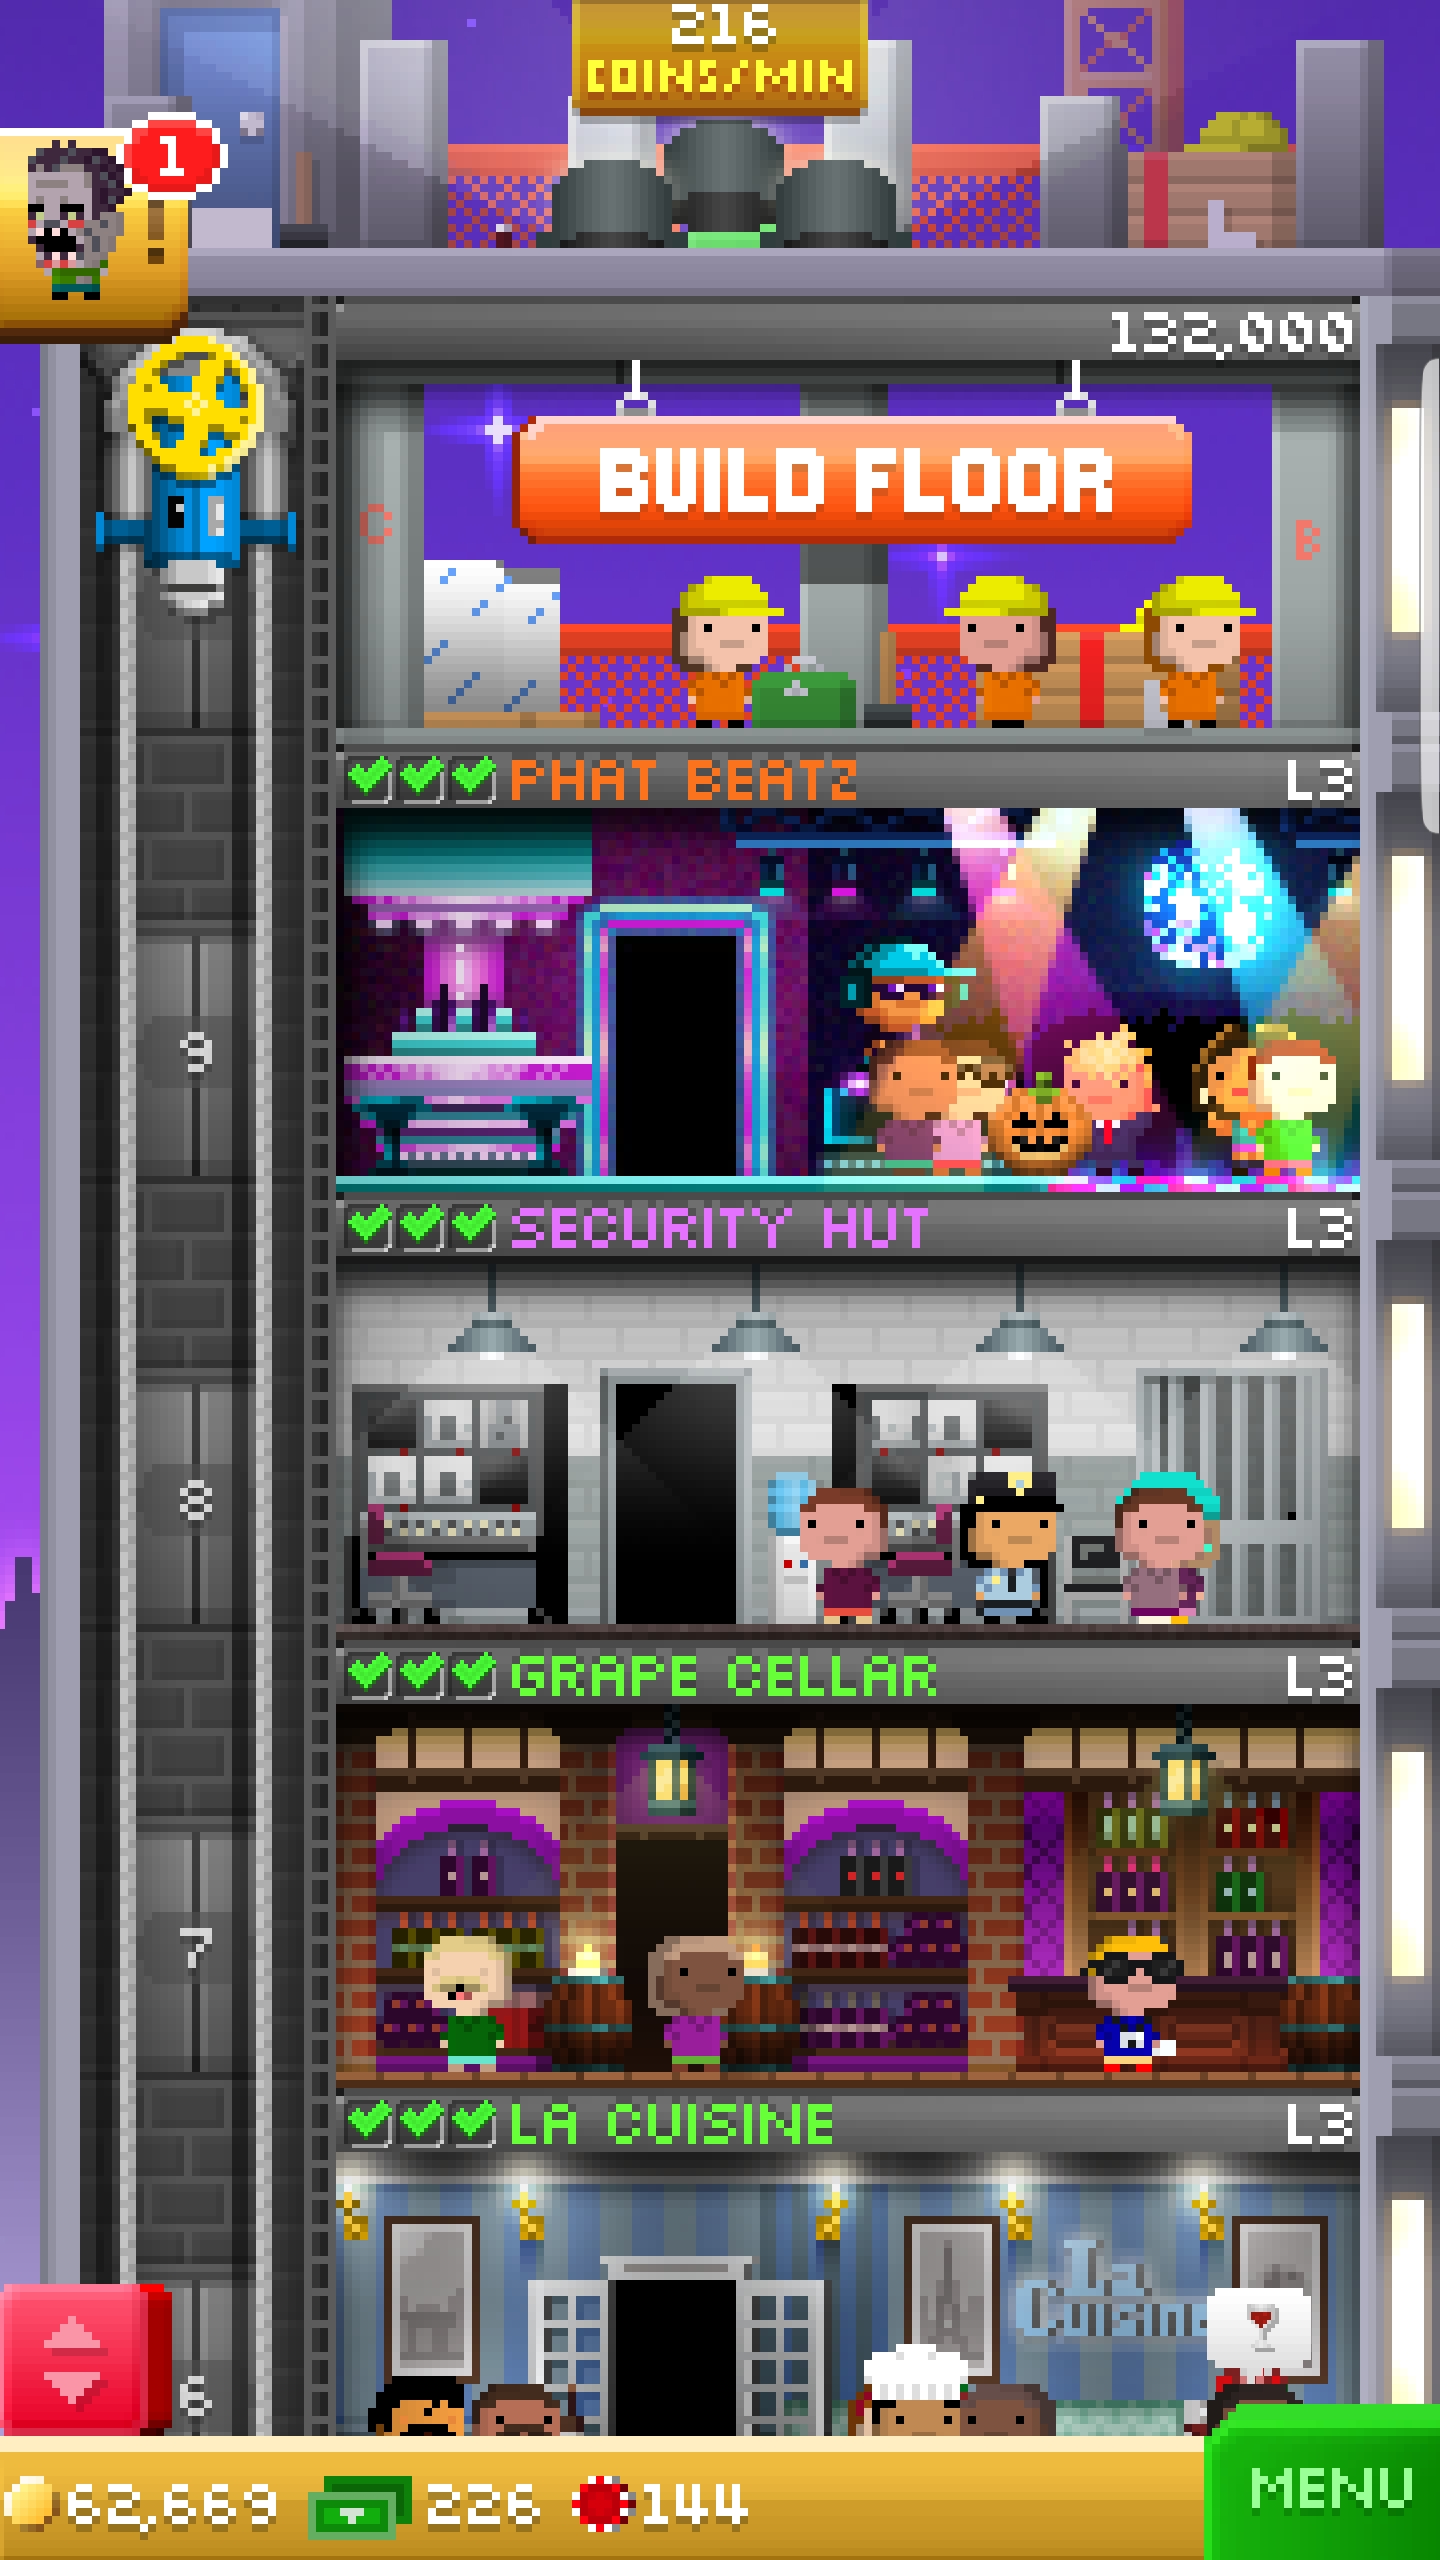 216
COINS/MIN
1
!
132,000
BUILD FLOOR
C
B
PHAT BEATZ L3
9
SECURITY HUT L3
8
GRAPE CELLAR L3
7
LA CUISINE L3
La
Cuisine
6
62,669 226 144
MENU